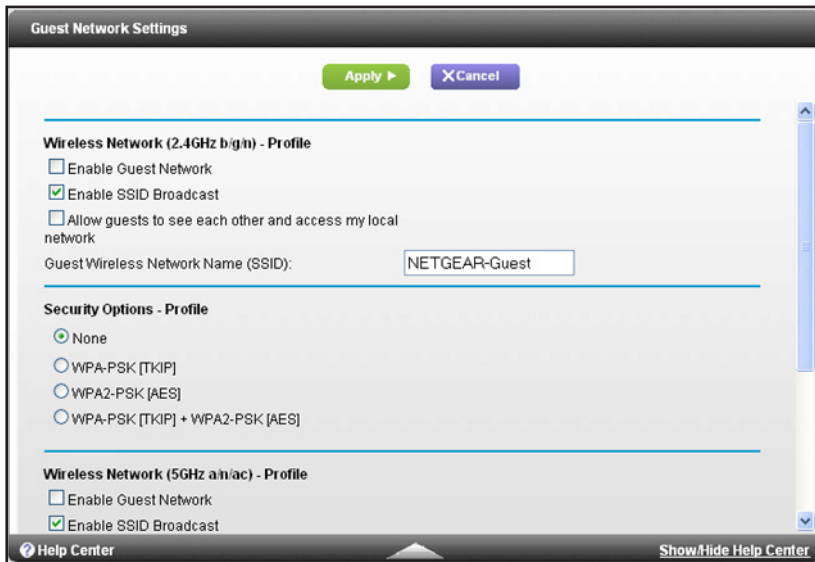 Guest Network Settings
Apply
Cancel
Wireless Network (2.4GHz b/g/n) - Profile
Enable Guest Network
Enable SSID Broadcast
Allow guests to see each other and access my local
network
Guest Wireless Network Name (SSID): NETGEAR-Guest
Security Options - Profile
None
WPA-PSK [TKIP]
WPA2-PSK [AES]
WPA-PSK [TKIP] + WPA2-PSK [AES]
Wireless Network (5GHz a/n/ac) - Profile
Enable Guest Network
Enable SSID Broadcast
Help Center Show/Hide Help Center